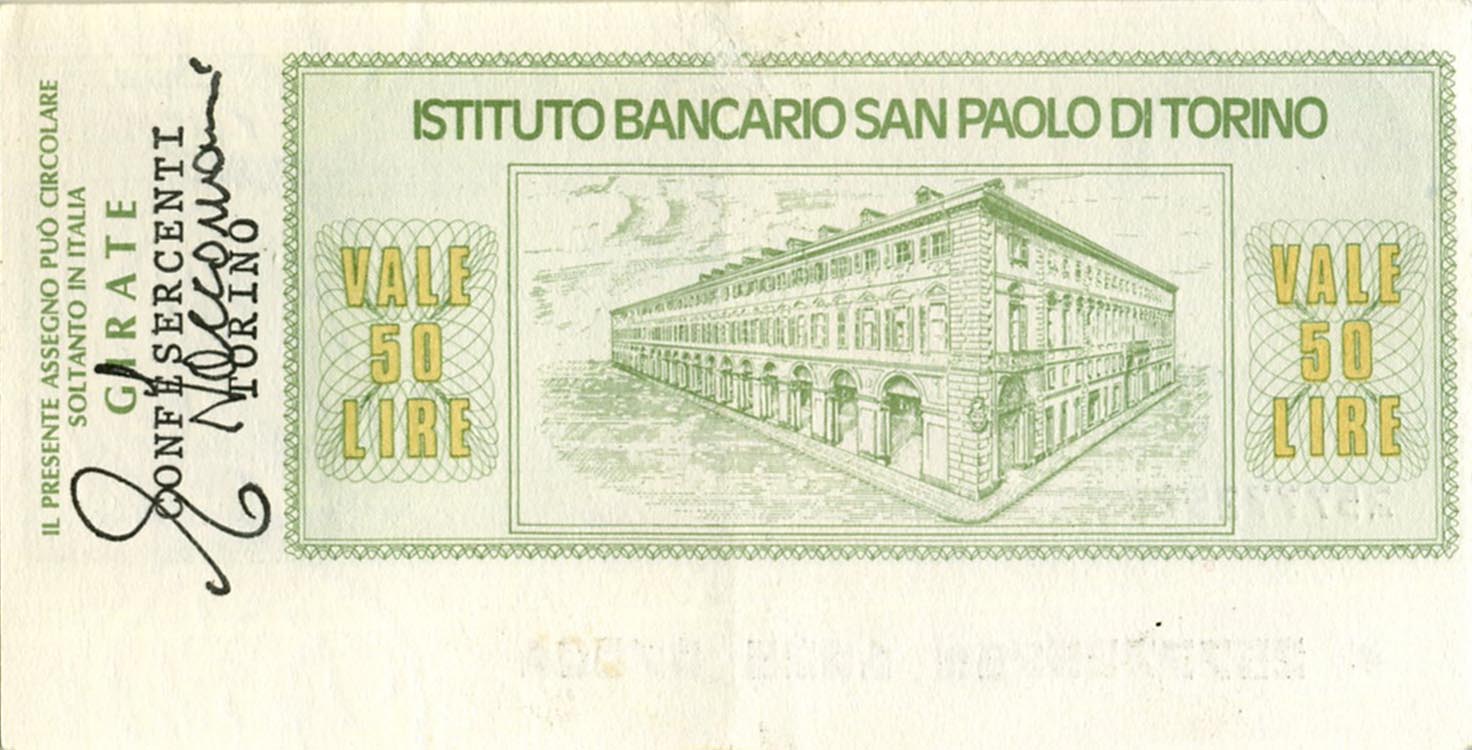 IL PRESENTE ASSEGNO PUÒ CIRCOLARE
SOLTANTO IN ITALIA
GIRATE
CONFESERCENTI
TORINO
ISTITUTO BANCARIO SAN PAOLO DI TORINO
VALE
50
LIRE
VALE
50
LIRE